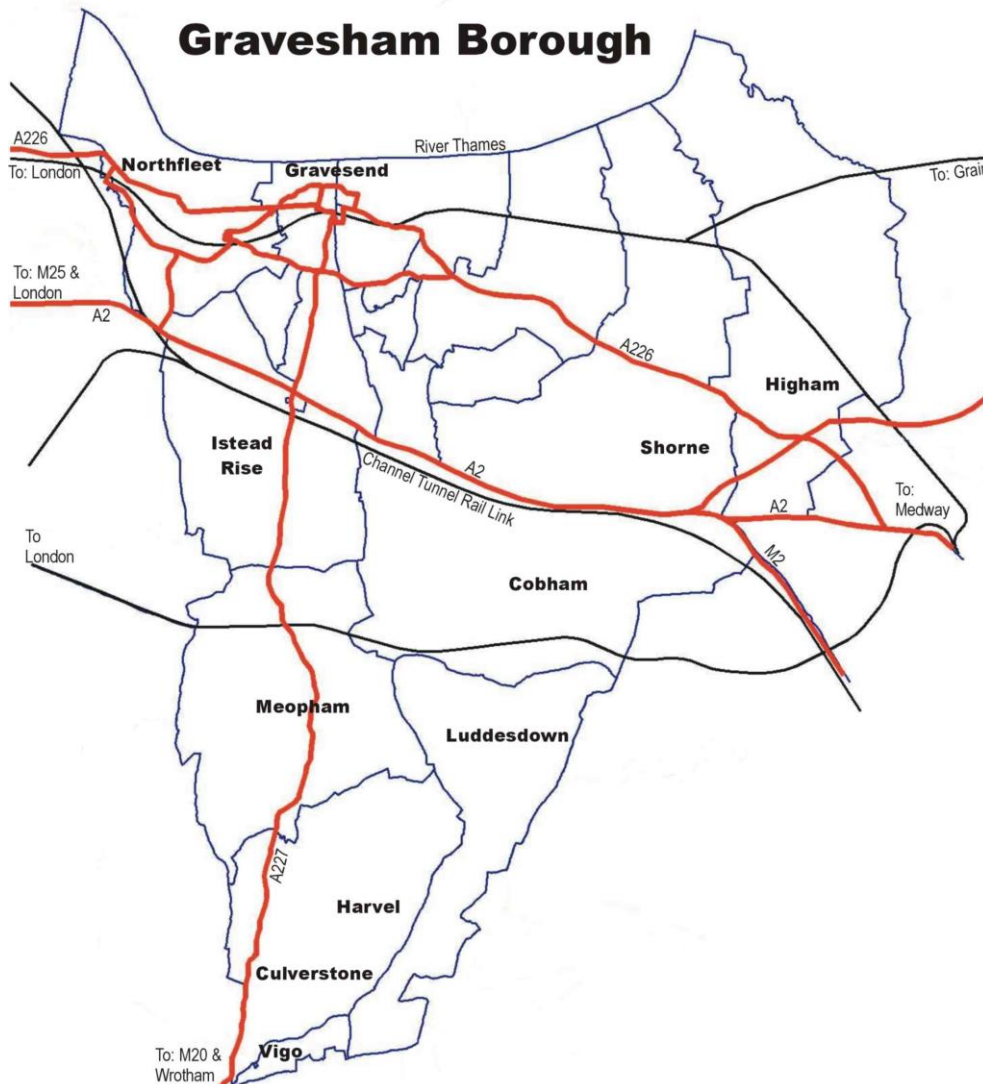 Gravesham Borough
A226
To: London
Northfleet
Gravesend
River Thames
To: Grain
To: M25 &
London
A2
A226
Higham
Istead
Rise
Shorne
Channel Tunnel Rail Link
A2
To:
Medway
A2
To
London
M2
Cobham
Meopham
Luddesdown
A227
Harvel
Culverstone
To: M20 &
Wrotham
Vigo